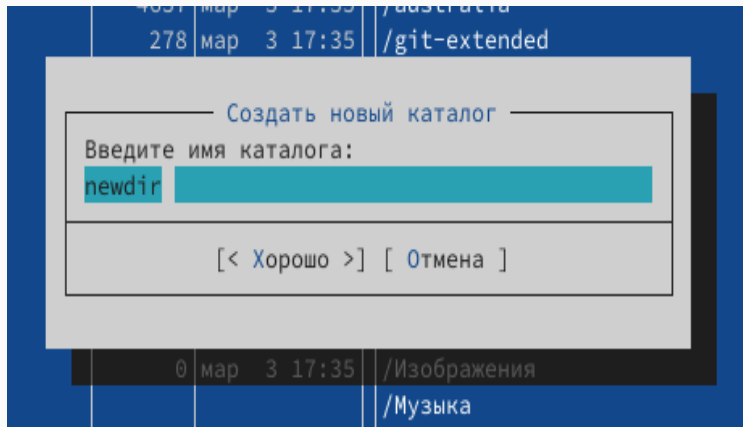 278 мар 3 17:35 /git-extended
Создать новый каталог
Введите имя каталога:
newdir
[< Хорошо >] [ Отмена ]
0 мар 3 17:35 /Изображения
/Музыка